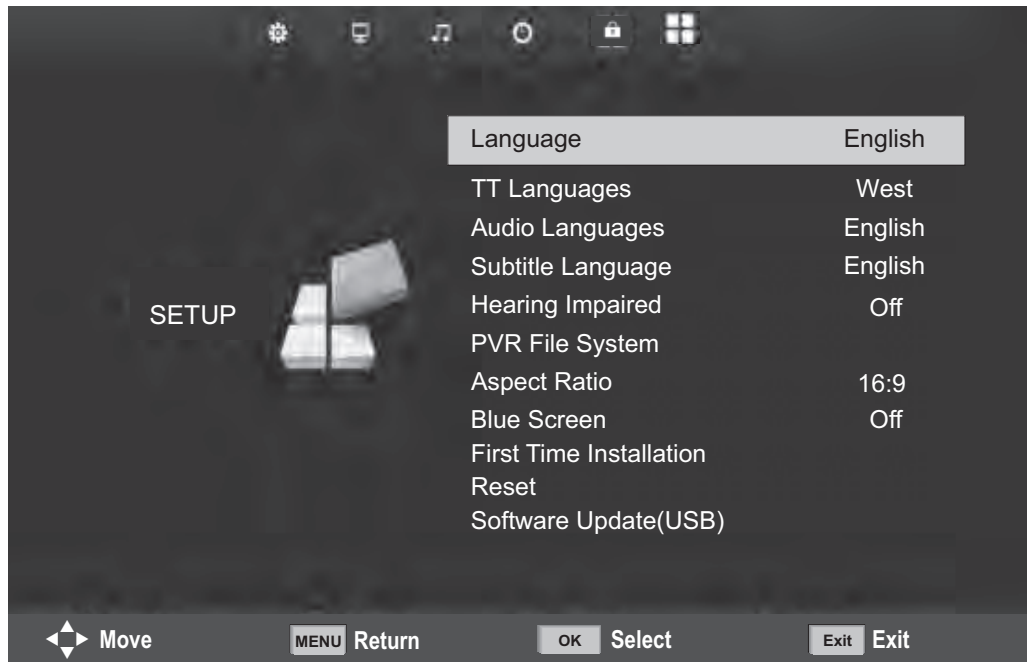 Language English
TT Languages West
Audio Languages English
Subtitle Language English
SETUP
Hearing Impaired Off
PVR File System
Aspect Ratio 16:9
Blue Screen Off
First Time Installation
Reset
Software Update(USB)
Move MENU Return OK Select Exit Exit